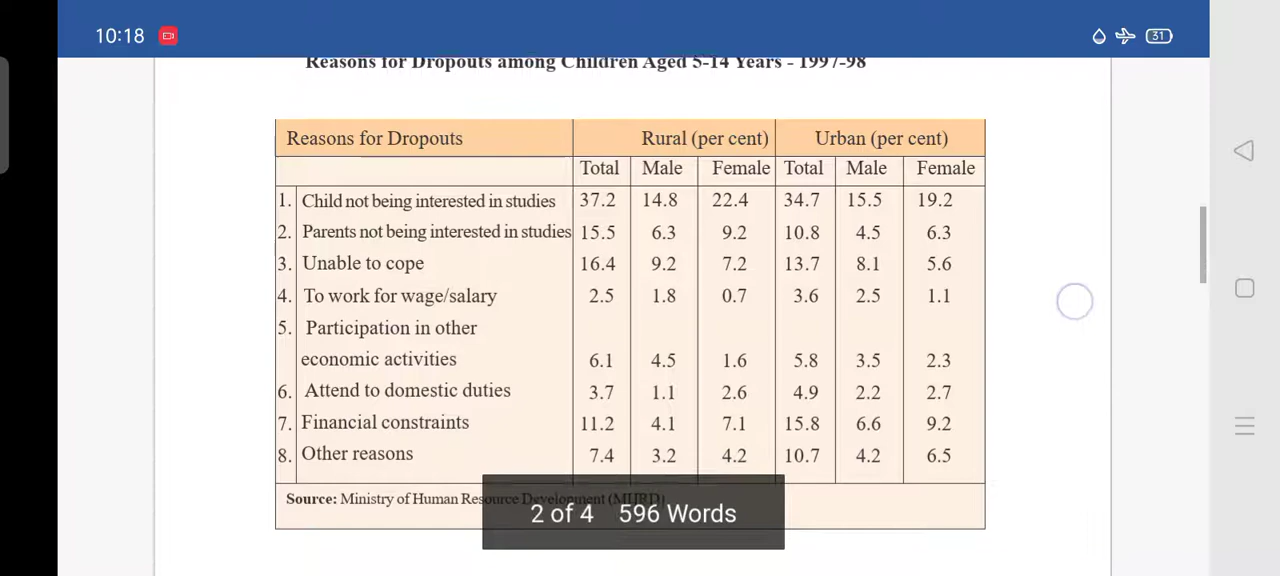 10:18 31
Reasons for Dropouts among Children Aged 5-14 Years - 1997-98
Reasons for Dropouts Rural (per cent) Urban (per cent)
Total Male Female Total Male Female
1. Child not being interested in studies 37.2 14.8 22.4 34.7 15.5 19.2
2. Parents not being interested in studies 15.5 6.3 9.2 10.8 4.5 6.3
3. Unable to cope 16.4 9.2 7.2 13.7 8.1 5.6
4. To work for wage/salary 2.5 1.8 0.7 3.6 2.5 1.1
5. Participation in other
economic activities 6.1 4.5 1.6 5.8 3.5 2.3
6. Attend to domestic duties 3.7 1.1 2.6 4.9 2.2 2.7
7. Financial constraints 11.2 4.1 7.1 15.8 6.6 9.2
8. Other reasons 7.4 3.2 4.2 10.7 4.2 6.5
Source: Ministry of Human Resource Development (MHRD)
2 of 4 596 Words